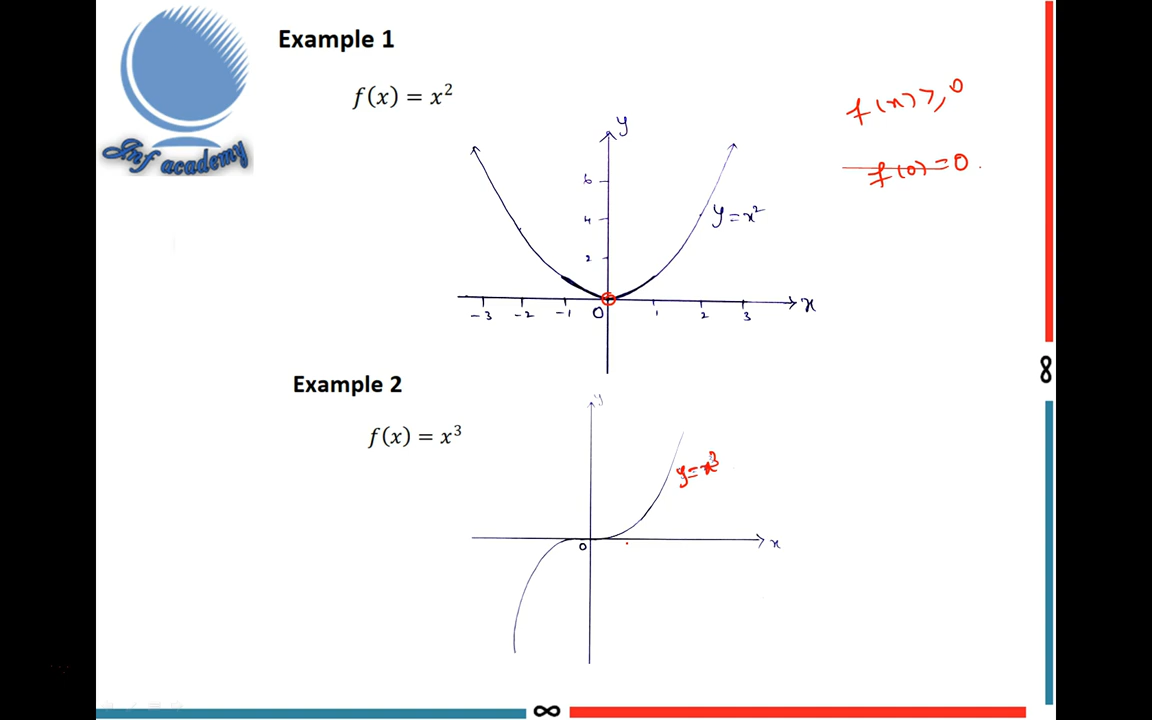 Example 1
f(x) = x²
Inf academy
f(x) ≥ 0
f(0) = 0
y
6
4
2
y = x²
-3 -2 -1 0 1 2 3 x
Example 2
f(x) = x³
y
y = x³
0 x
8
∞